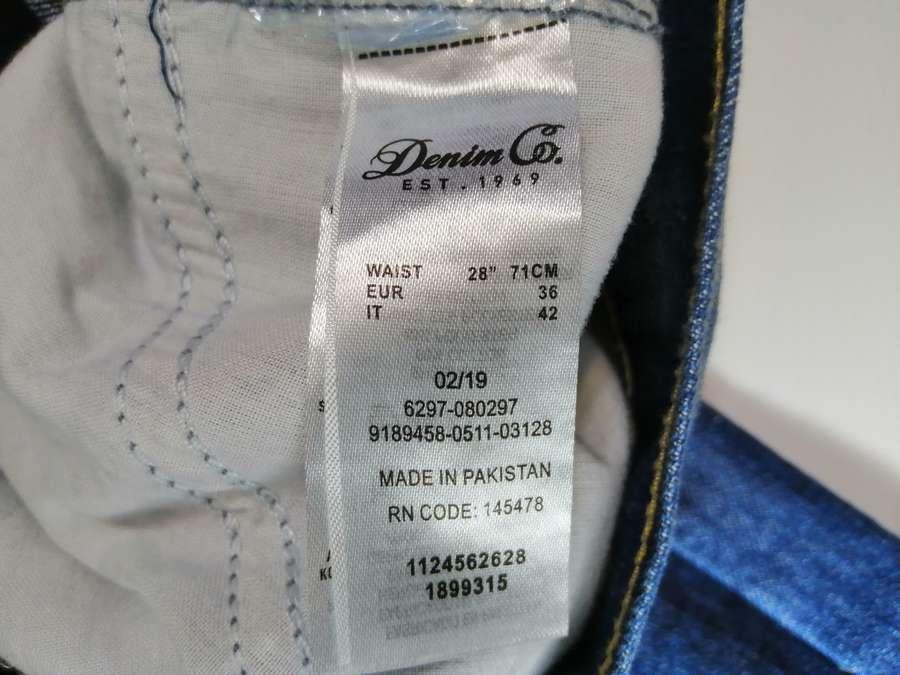 Denim Co.
EST. 1969
WAIST 28" 71CM
EUR 36
IT 42
02/19
6297-080297
9189458-0511-03128
MADE IN PAKISTAN
RN CODE: 145478
1124562628
1899315